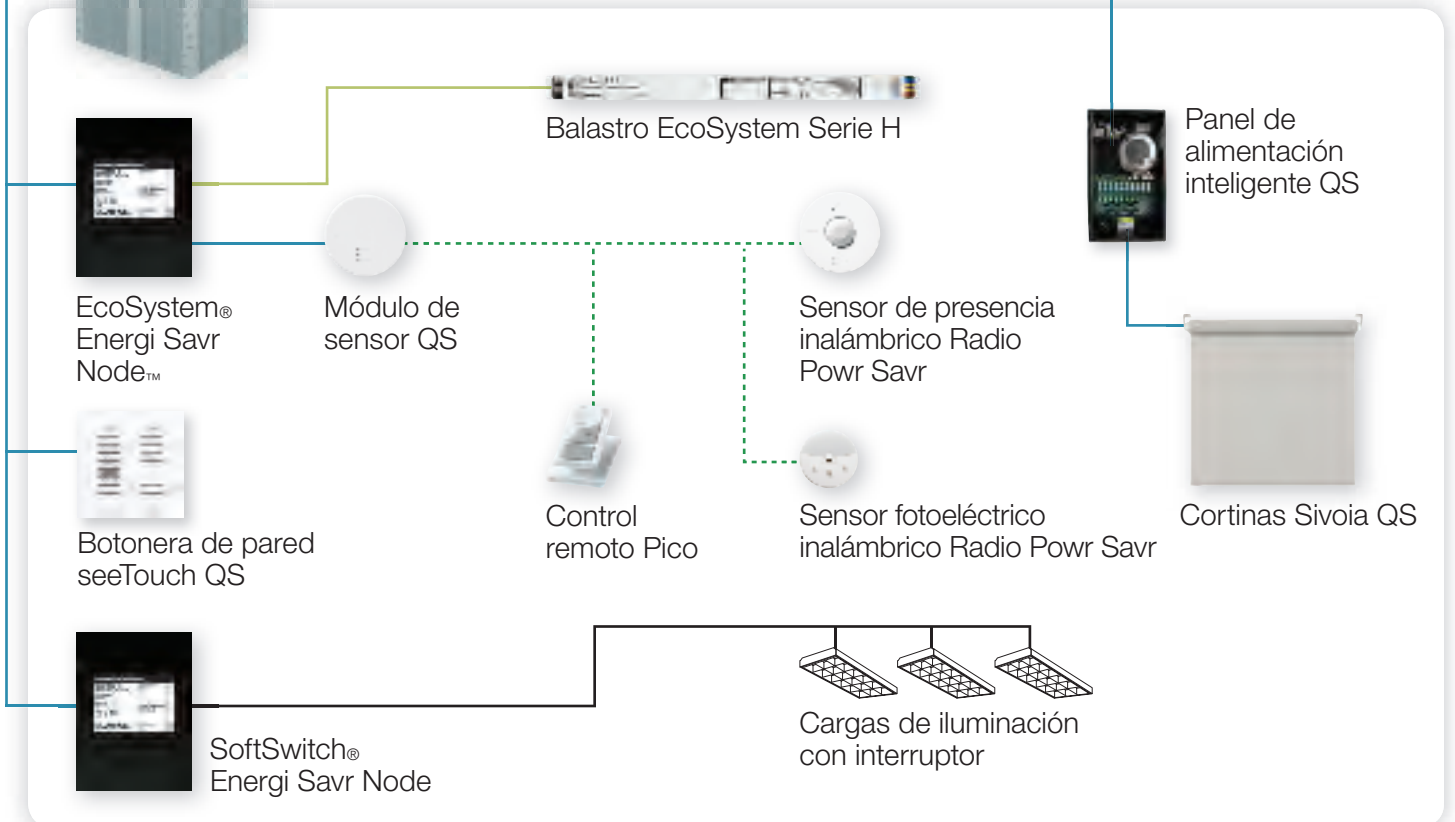 Balastro EcoSystem Serie H
Panel de
alimentación
inteligente QS
EcoSystem®
Energi Savr
Node™
Módulo de
sensor QS
Sensor de presencia
inalámbrico Radio
Powr Savr
Botonera de pared
seeTouch QS
Control
remoto Pico
Sensor fotoeléctrico
inalámbrico Radio Powr Savr
Cortinas Sivoia QS
SoftSwitch®
Energi Savr Node
Cargas de iluminación
con interruptor